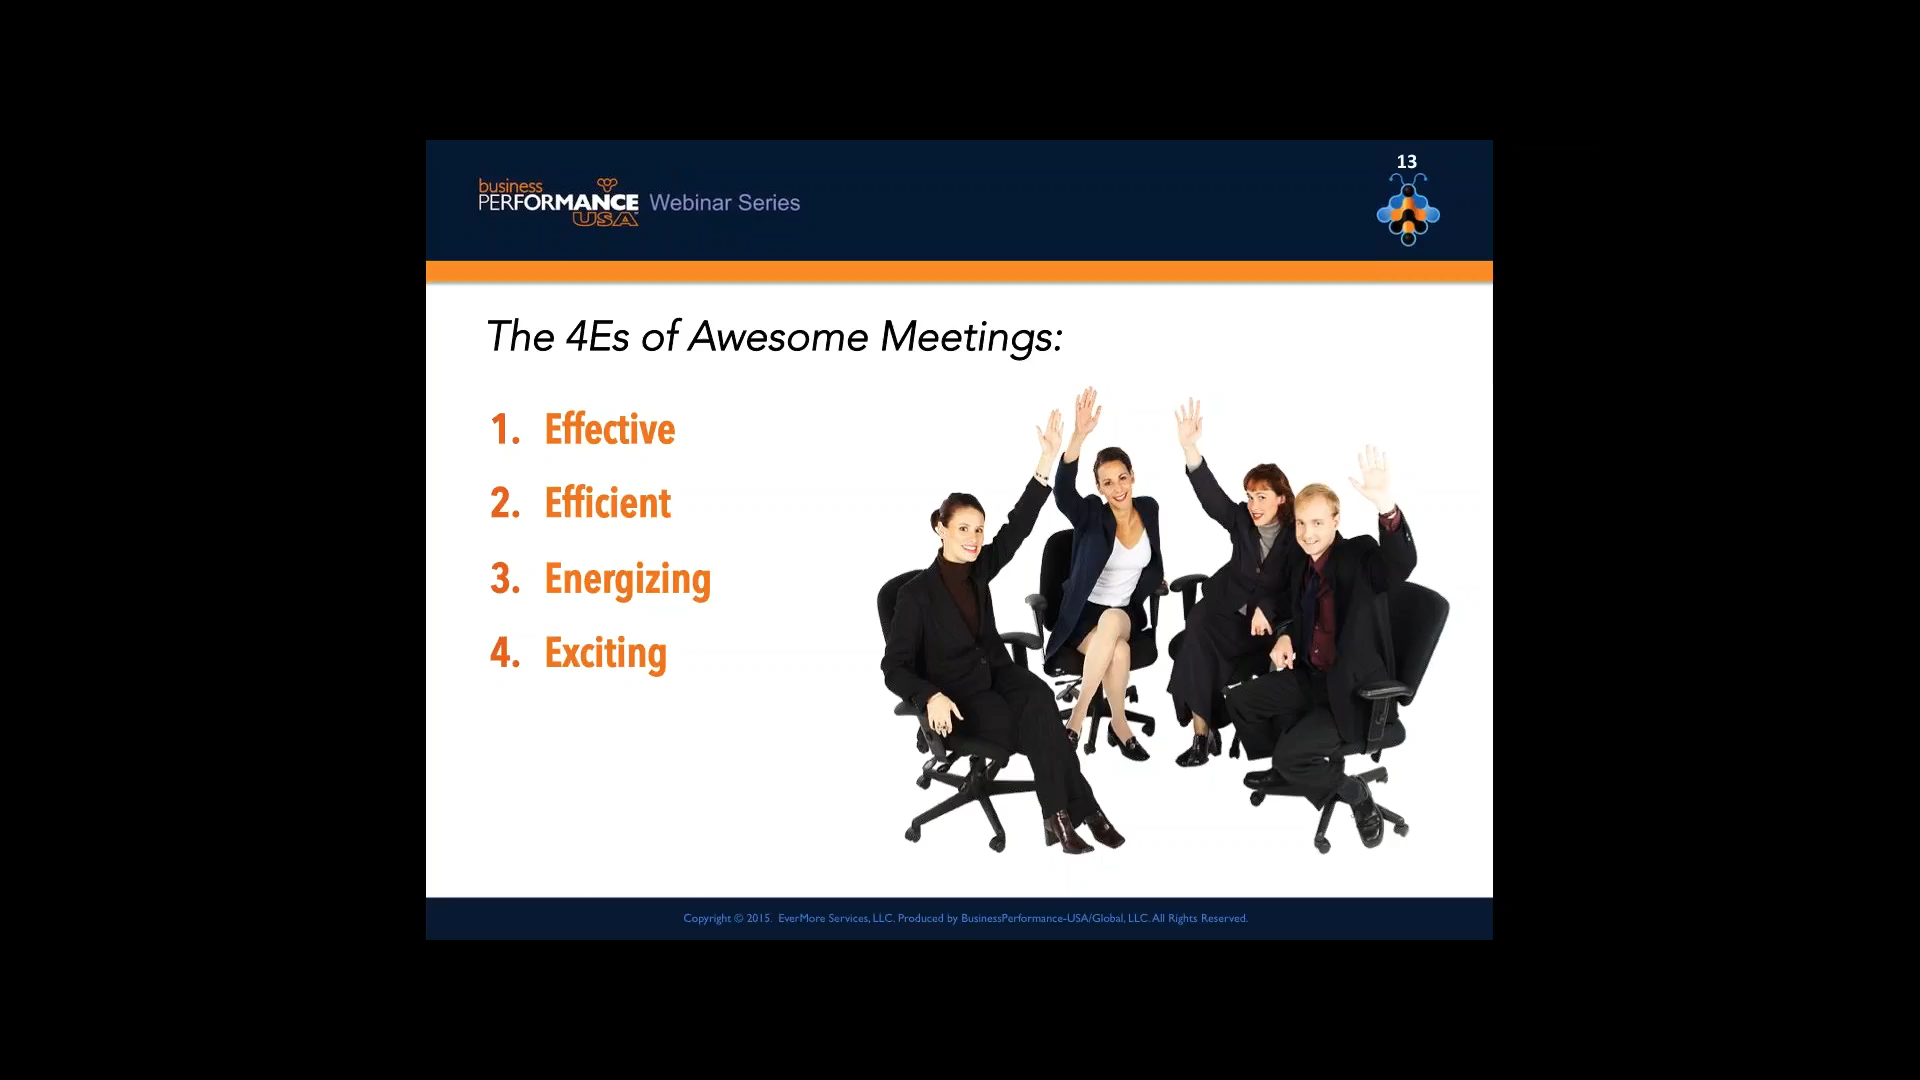 13
business
PERFORMANCE Webinar Series
USA
The 4Es of Awesome Meetings:
1. Effective
2. Efficient
3. Energizing
4. Exciting
Copyright © 2015. EverMore Services, LLC. Produced by BusinessPerformance-USA/Global, LLC. All Rights Reserved.